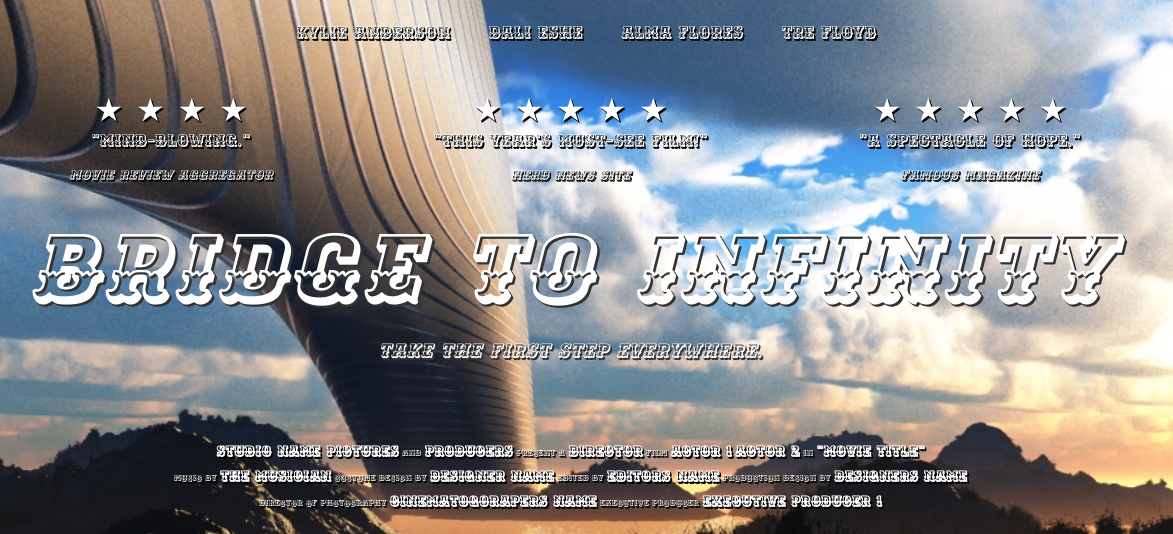 KYLIE ANDERSON DALI ESHE ALMA FLORES TRE FLOYD
★ ★ ★ ★ ★ ★ ★ ★ ★ ★ ★ ★ ★ ★
"MIND-BLOWING." "THIS YEAR'S MUST-SEE FILM!" "A SPECTACLE OF HOPE."
MOVIE REVIEW AGGREGATOR NERD NEWS SITE FAMOUS MAGAZINE
BRIDGE TO INFINITY
TAKE THE FIRST STEP EVERYWHERE.
STUDIO NAME PICTURES AND PRODUCERS PRESENT A DIRECTOR FILM ACTOR 1 ACTOR 2 IN "MOVIE TITLE"
MUSIC BY THE MUSICIAN COSTUME DESIGN BY DESIGNER NAME EDITED BY EDITORS NAME PRODUCTION DESIGN BY DESIGNERS NAME
DIRECTOR OF PHOTOGRAPHY CINEMATOGRAPERS NAME EXECUTIVE PRODUCER EXECUTIVE PRODUCER 1